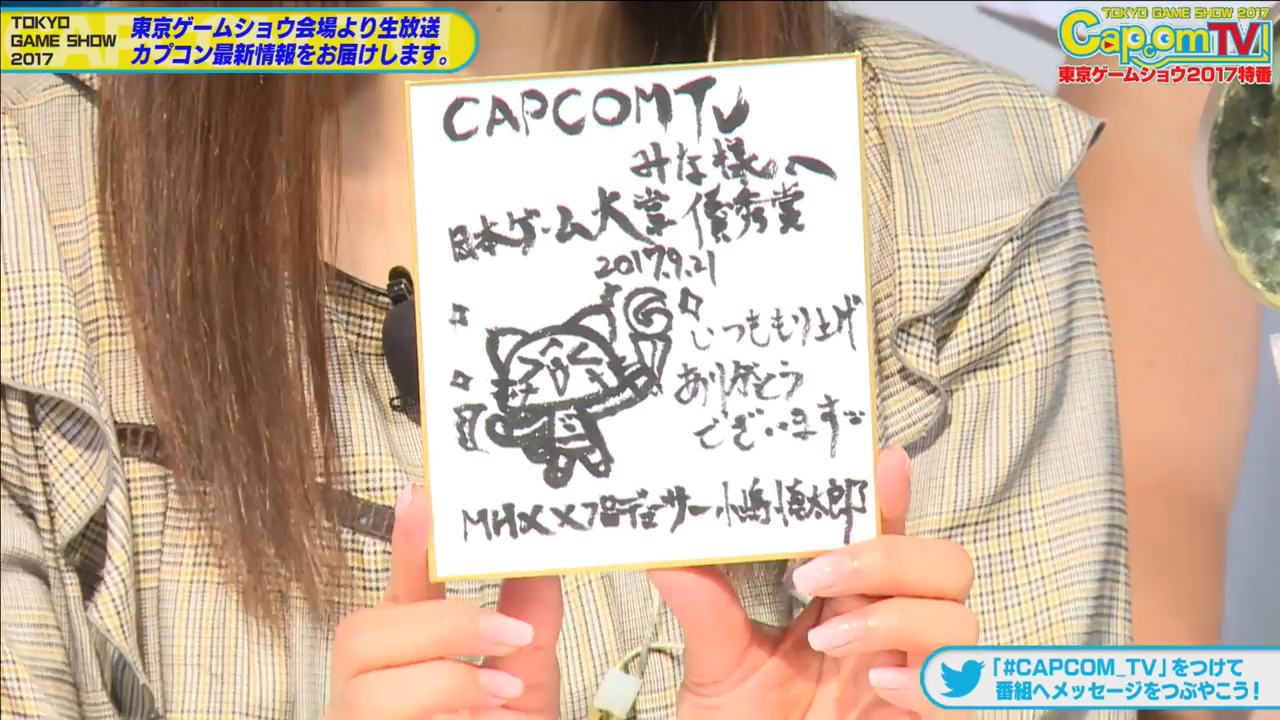 TOKYO
GAME SHOW
2017
東京ゲームショウ会場より生放送
カプコン最新情報をお届けします。
TOKYO GAME SHOW 2017
CapcomTV!
東京ゲームショウ2017特番
CAPCOMTV
みな様へ
日本ゲーム大賞優秀賞
2017.9.21
いつももり上げ
ありがとう
ございます
MHXXプロデューサー小嶋慎太郎
「#CAPCOM_TV」をつけて
番組へメッセージをつぶやこう!